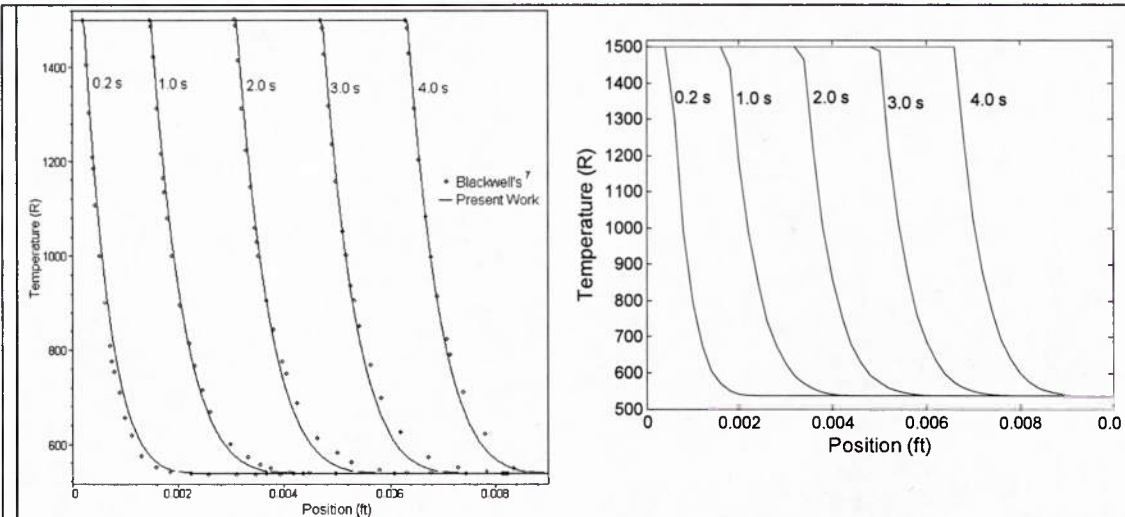 1400
1200
1000
800
600
Temperature (R)
0.2 s
1.0 s
2.0 s
3.0 s
4.0 s
Blackwell's 7
Present Work
0
0.002
0.004
0.006
0.008
Position (ft)
1500
1400
1300
1200
1100
1000
900
800
700
600
500
Temperature (R)
0.2 s
1.0 s
2.0 s
3.0 s
4.0 s
0
0.002
0.004
0.006
0.008
0.0
Position (ft)